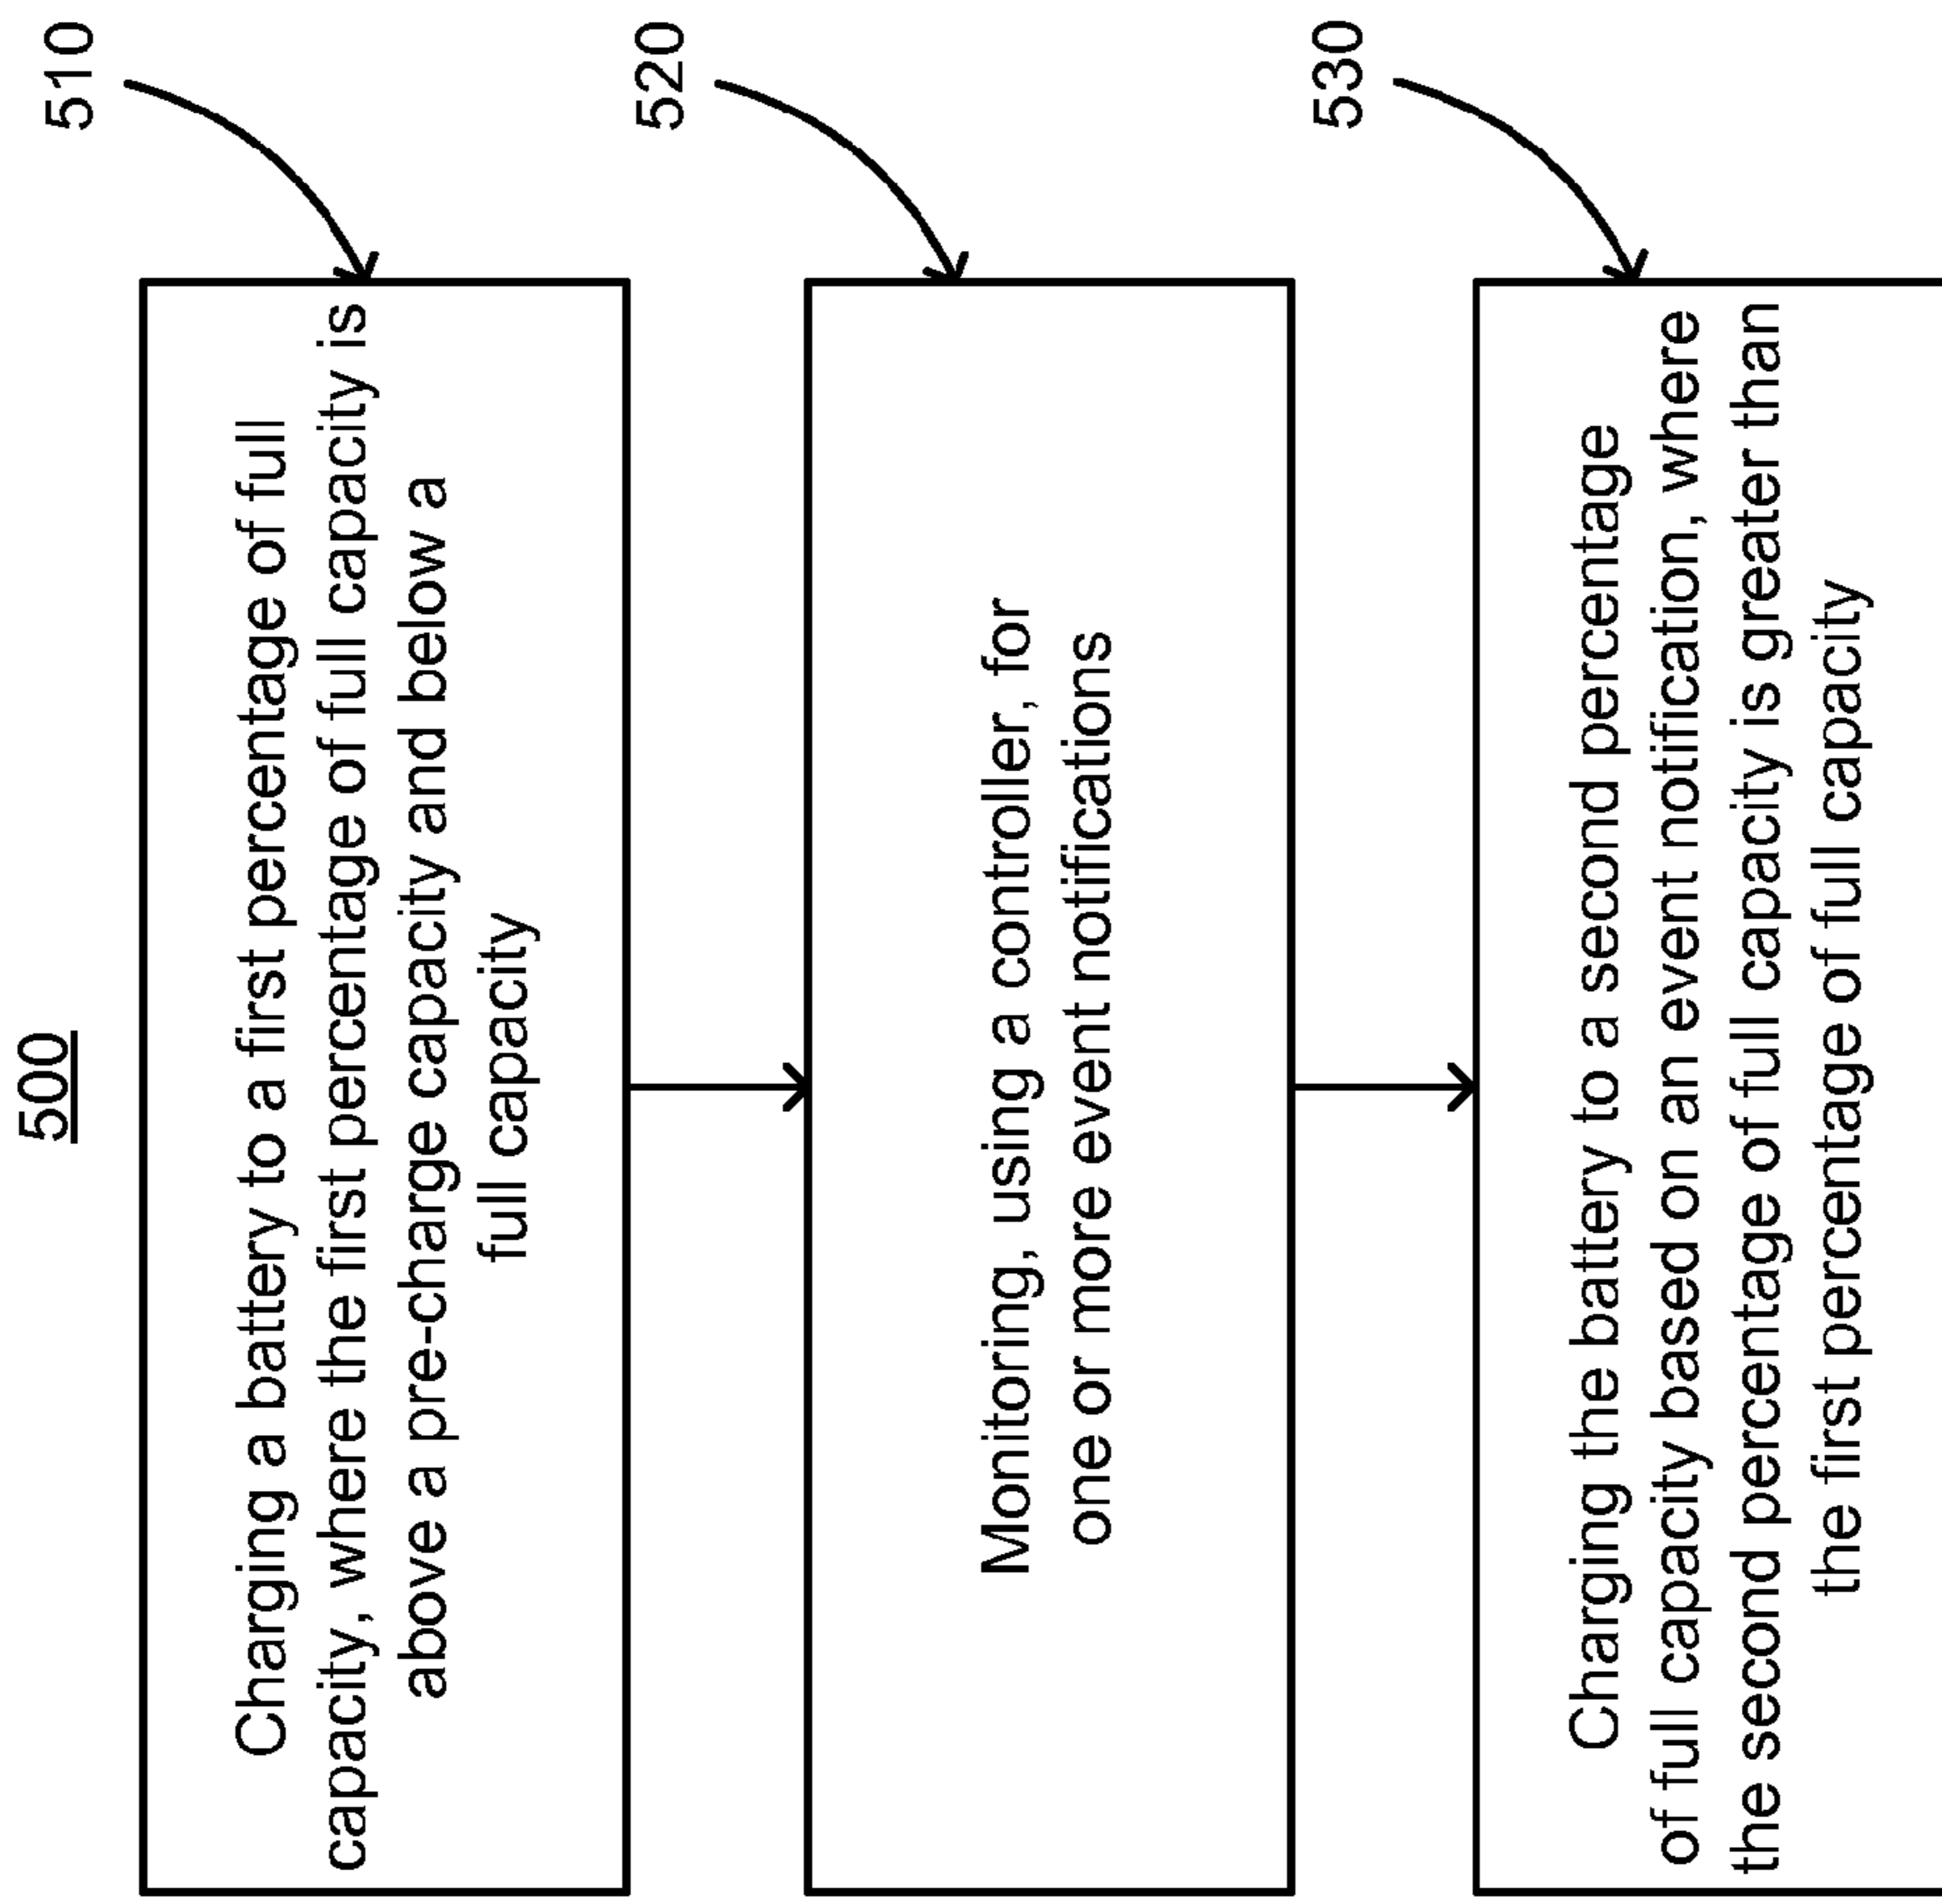 500
510
Charging a battery to a first percentage of full
capacity, where the first percentage of full capacity is
above a pre-charge capacity and below a
full capacity
520
Monitoring, using a controller, for
one or more event notifications
530
Charging the battery to a second percentage
of full capacity based on an event notification, where
the second percentage of full capacity is greater than
the first percentage of full capacity